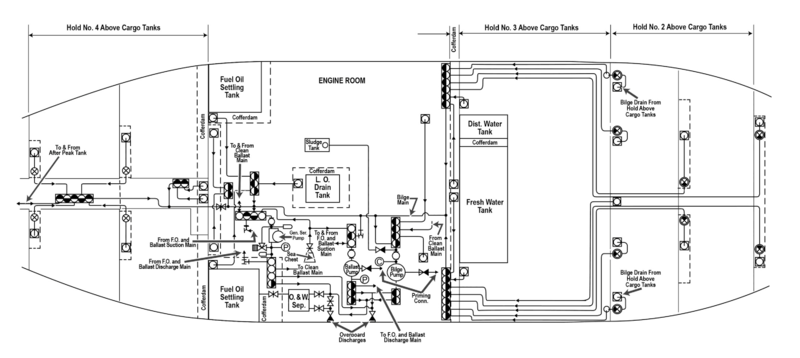 Hold No. 4 Above Cargo Tanks
Cofferdam
Hold No. 3 Above Cargo Tanks
Hold No. 2 Above Cargo Tanks
Fuel Oil
Settling
Tank
ENGINE ROOM
Cofferdam
Cofferdam
To & From
After Peak Tank
To & From
Clean
Ballast
Main
Sludge
Tank
Cofferdam
L. O.
Drain
Tank
Dist. Water
Tank
Cofferdam
Fresh Water
Tank
Bilge Drain From
Hold Above
Cargo Tanks
Bilge
Main
Gen. Ser.
Pump
To & From
F.O. and
Ballast
Suction
Main
From
Clean
Ballast
Main
From F.O. and
Ballast Suction Main
P
Sea
Chest
From F.O. and
Ballast Discharge Main
To Clean
Ballast Main
Ballast
Pump
P
C
Bilge
Pump
Priming
Conn.
Bilge Drain From
Hold Above
Cargo Tanks
Fuel Oil
Settling
Tank
Cofferdam
Cofferdam
O. & W.
Sep.
Overboard
Discharges
To F.O. and Ballast
Discharge Main